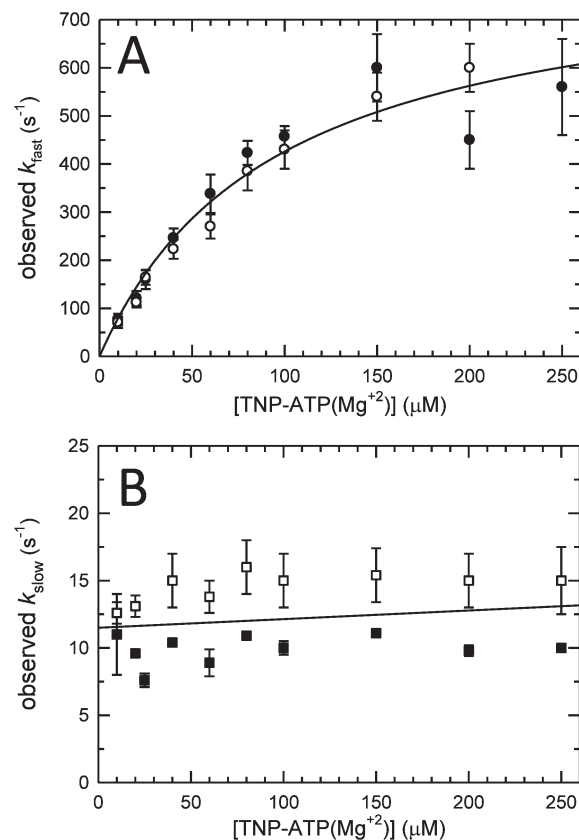 A
700
600
500
400
300
200
100
0
observed k_fast (s⁻¹)
0 50 100 150 200 250
[TNP-ATP(Mg⁺²)] (μM)
B
25
20
15
10
5
0
observed k_slow (s⁻¹)
0 50 100 150 200 250
[TNP-ATP(Mg⁺²)] (μM)